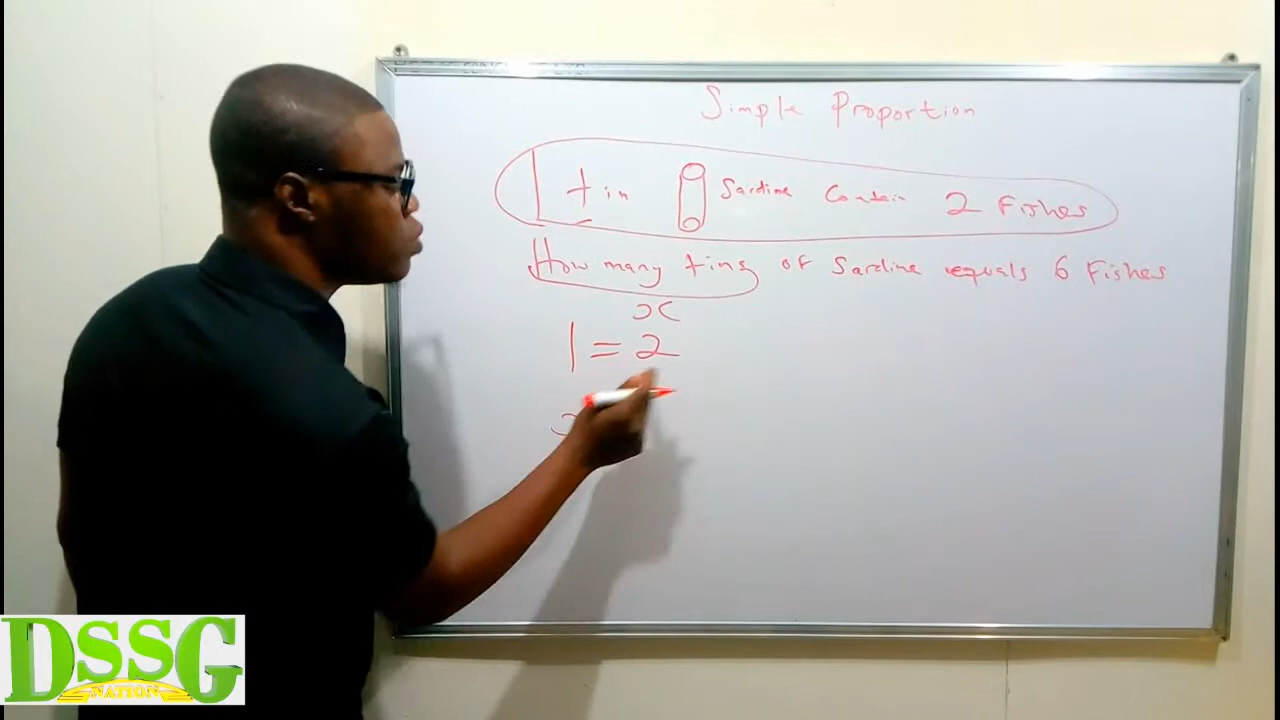 Simple Proportion
1 tin Sardine Contain 2 Fishes
How many tins of Sardine equals 6 Fishes
x
1 = 2
DSSG
NATION